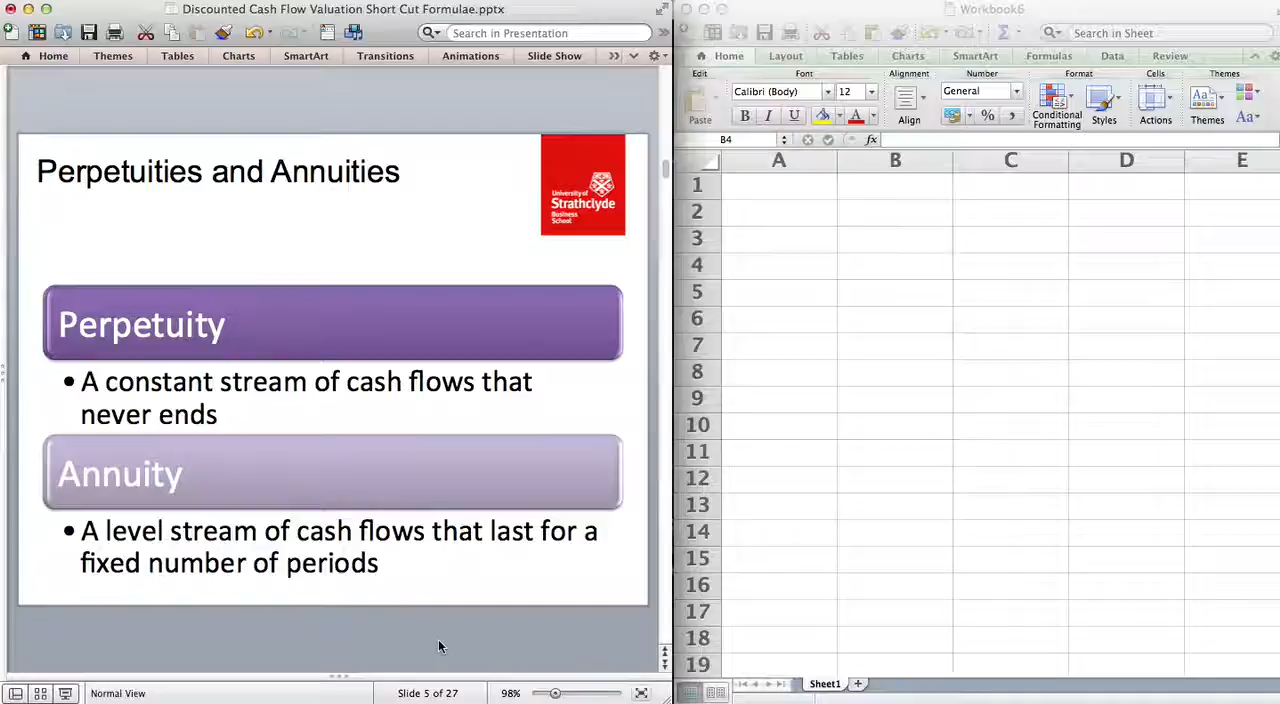 Discounted Cash Flow Valuation Short Cut Formulae.pptx
Search in Presentation
Home Themes Tables Charts SmartArt Transitions Animations Slide Show
Perpetuities and Annuities
University of
Strathclyde
Business
School
Perpetuity
• A constant stream of cash flows that
never ends
Annuity
• A level stream of cash flows that last for a
fixed number of periods
Normal View
Slide of 27
98%
Workbook6
Search in Sheet
Home Layout Tables Charts SmartArt Formulas Data Review
Edit Font Alignment Number Format Cells Themes
Calibri (Body) 12 General
Paste B I U A Align % , Conditional
Formatting Styles Actions Themes Aa
B4 fx
A B C D E
1
2
3
4
5
6
7
8
9
10
11
12
13
14
15
16
17
18
19
Sheet1